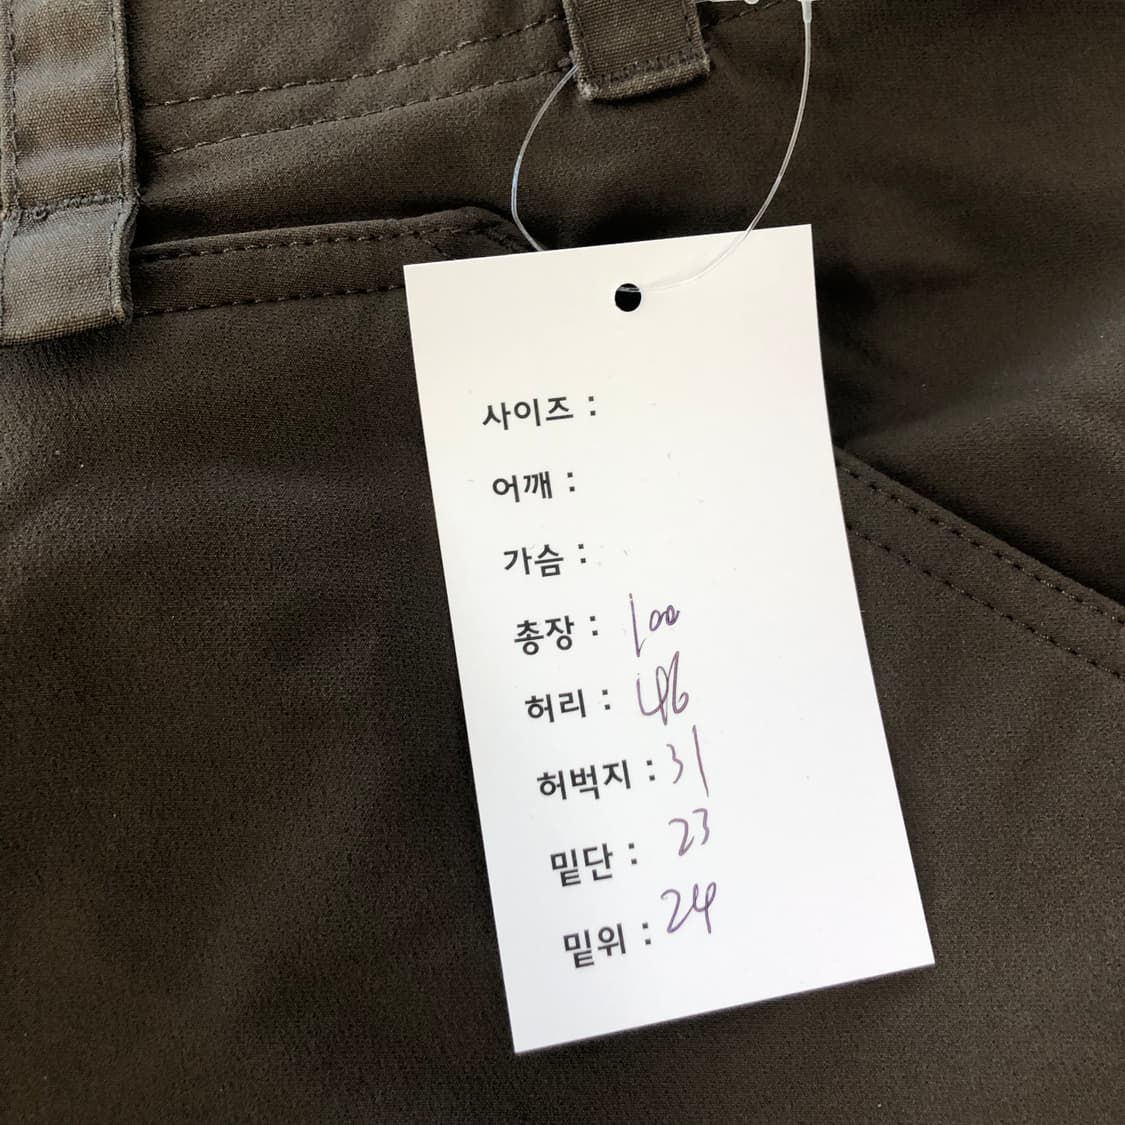 사이즈 :
어깨 :
가슴 :
총장 : 100
허리 : 46
허벅지 : 31
밑단 : 23
밑위 : 24